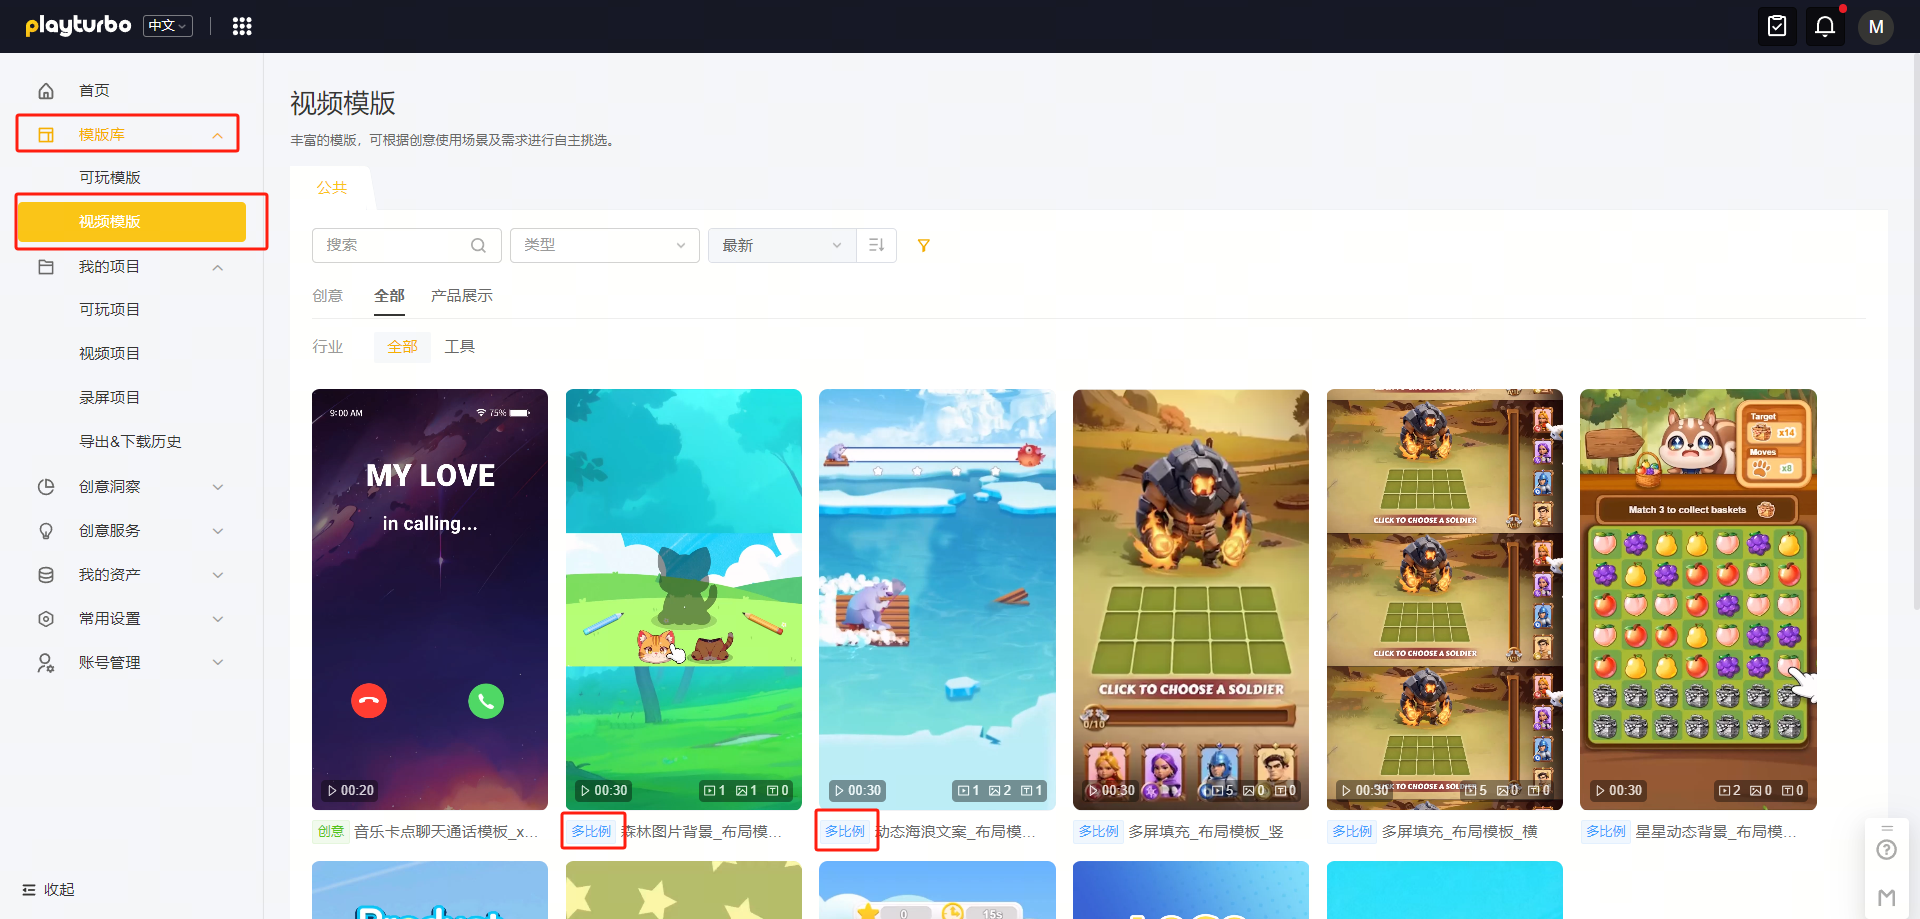 playturbo 中文 M
首页
模版库
可玩模版
视频模版
我的项目
可玩项目
视频项目
录屏项目
导出&下载历史
创意洞察
创意服务
我的资产
常用设置
账号管理
收起
视频模版
丰富的模版，可根据创意使用场景及需求进行自主挑选。
公共
搜索 类型 最新
创意 全部 产品展示
行业 全部 工具
9:00 AM 75%
MY LOVE
in calling...
00:20
创意 音乐卡点聊天通话模板_x...
00:30 1 1 0
多比例 森林图片背景_布局模...
00:30 1 2 1
多比例 动态海浪文案_布局模...
CLICK TO CHOOSE A SOLDIER
0/10
00:30 5 0 0
多比例 多屏填充_布局模板_竖
CLICK TO CHOOSE A SOLDIER
CLICK TO CHOOSE A SOLDIER
CLICK TO CHOOSE A SOLDIER
00:30 5 0 0
多比例 多屏填充_布局模板_横
Target
x14
Moves
x8
Match 3 to collect baskets
00:30 2 0 0
多比例 星星动态背景_布局模...
Product
0 15s